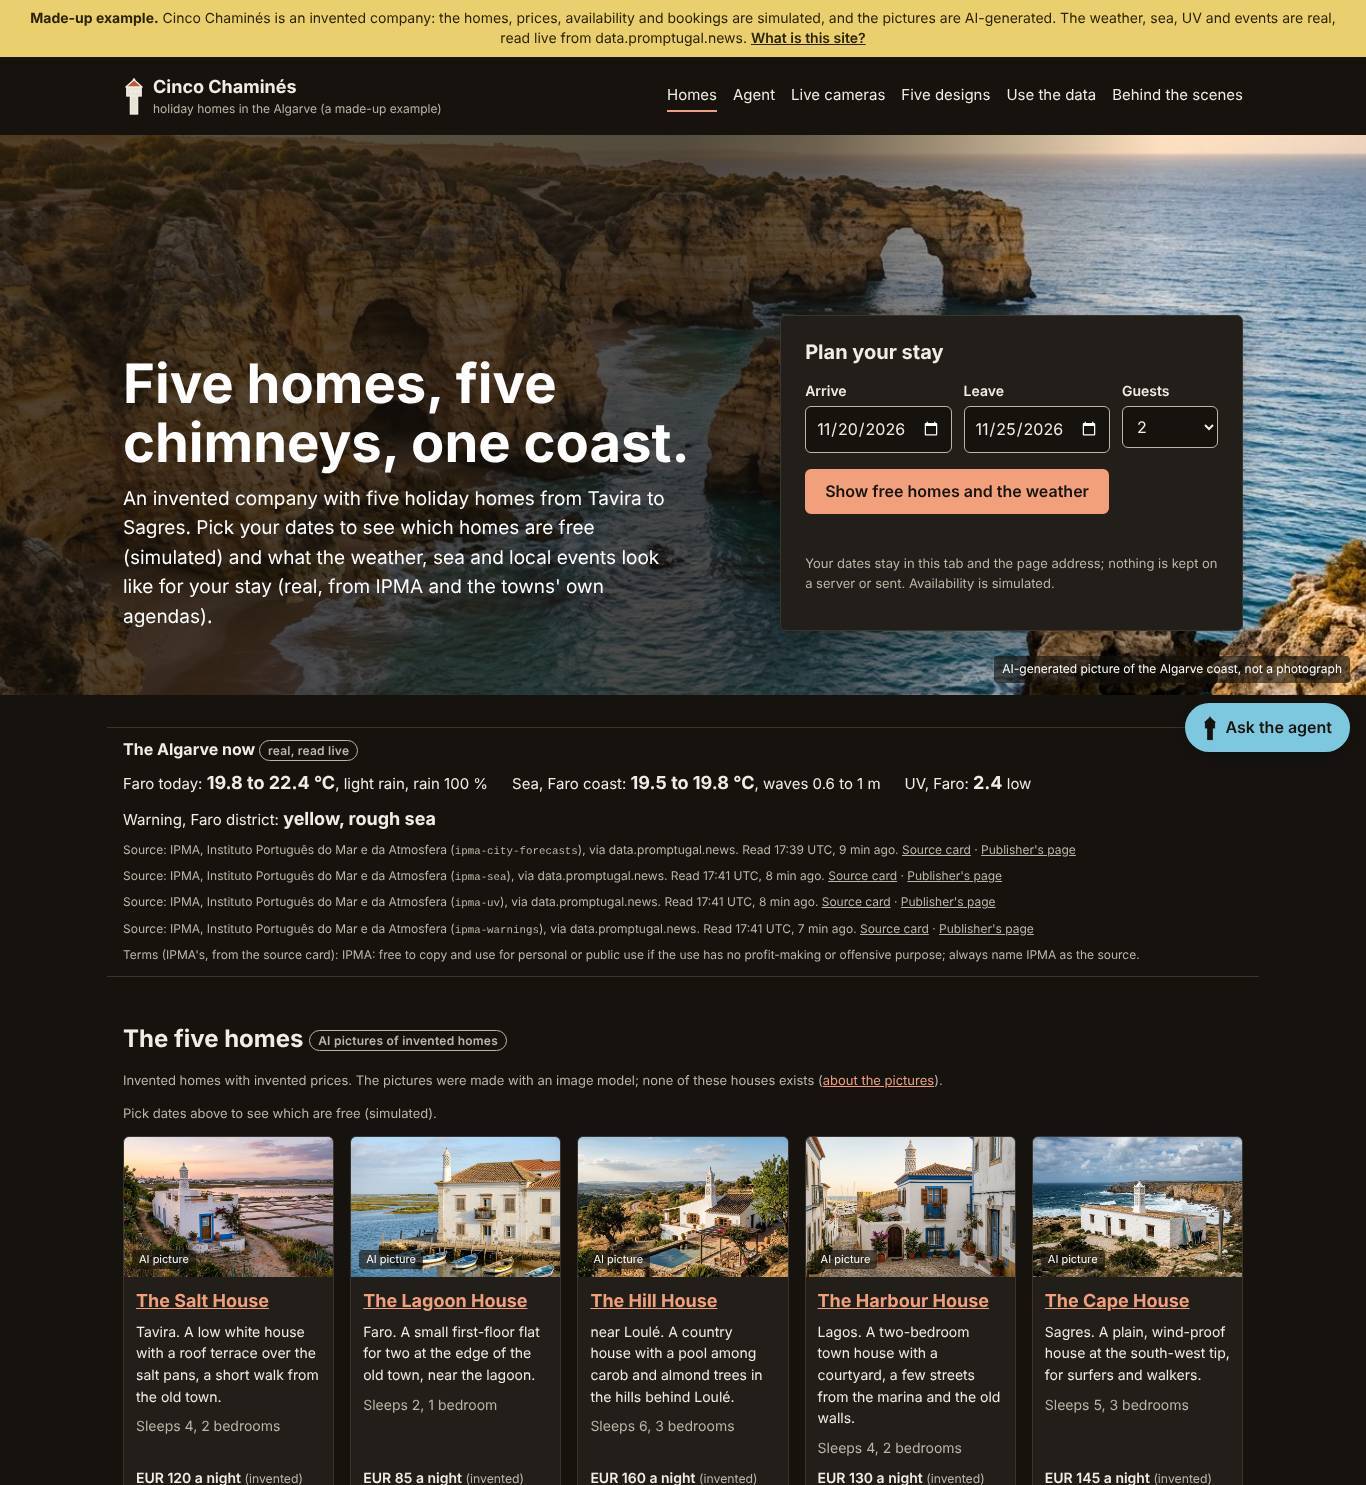 Made-up example. Cinco Chaminés is an invented company: the homes, prices, availability and bookings are simulated, and the pictures are AI-generated. The weather, sea, UV and events are real,
read live from data.promptugal.news. What is this site?
Cinco Chaminés
holiday homes in the Algarve (a made-up example)
Homes
Agent
Live cameras
Five designs
Use the data
Behind the scenes
Five homes, five
chimneys, one coast.
An invented company with five holiday homes from Tavira to
Sagres. Pick your dates to see which homes are free
(simulated) and what the weather, sea and local events look
like for your stay (real, from IPMA and the towns' own
agendas).
Plan your stay
Arrive
Leave
Guests
11/20/2026
11/25/2026
2
Show free homes and the weather
Your dates stay in this tab and the page address; nothing is kept on
a server or sent. Availability is simulated.
AI-generated picture of the Algarve coast, not a photograph
Ask the agent
The Algarve now real, read live
Faro today: 19.8 to 22.4 °C, light rain, rain 100 % Sea, Faro coast: 19.5 to 19.8 °C, waves 0.6 to 1 m UV, Faro: 2.4 low
Warning, Faro district: yellow, rough sea
Source: IPMA, Instituto Português do Mar e da Atmosfera (ipma-city-forecasts), via data.promptugal.news. Read 17:39 UTC, 9 min ago. Source card · Publisher's page
Source: IPMA, Instituto Português do Mar e da Atmosfera (ipma-sea), via data.promptugal.news. Read 17:41 UTC, 8 min ago. Source card · Publisher's page
Source: IPMA, Instituto Português do Mar e da Atmosfera (ipma-uv), via data.promptugal.news. Read 17:41 UTC, 8 min ago. Source card · Publisher's page
Source: IPMA, Instituto Português do Mar e da Atmosfera (ipma-warnings), via data.promptugal.news. Read 17:41 UTC, 7 min ago. Source card · Publisher's page
Terms (IPMA's, from the source card): IPMA: free to copy and use for personal or public use if the use has no profit-making or offensive purpose; always name IPMA as the source.
The five homes AI pictures of invented homes
Invented homes with invented prices. The pictures were made with an image model; none of these houses exists (about the pictures).
Pick dates above to see which are free (simulated).
AI picture
The Salt House
Tavira. A low white house
with a roof terrace over the
salt pans, a short walk from
the old town.
Sleeps 4, 2 bedrooms
EUR 120 a night (invented)
AI picture
The Lagoon House
Faro. A small first-floor flat
for two at the edge of the
old town, near the lagoon.
Sleeps 2, 1 bedroom
EUR 85 a night (invented)
AI picture
The Hill House
near Loulé. A country
house with a pool among
carob and almond trees in
the hills behind Loulé.
Sleeps 6, 3 bedrooms
EUR 160 a night (invented)
AI picture
The Harbour House
Lagos. A two-bedroom
town house with a
courtyard, a few streets
from the marina and the old
walls.
Sleeps 4, 2 bedrooms
EUR 130 a night (invented)
AI picture
The Cape House
Sagres. A plain, wind-proof
house at the south-west tip,
for surfers and walkers.
Sleeps 5, 3 bedrooms
EUR 145 a night (invented)